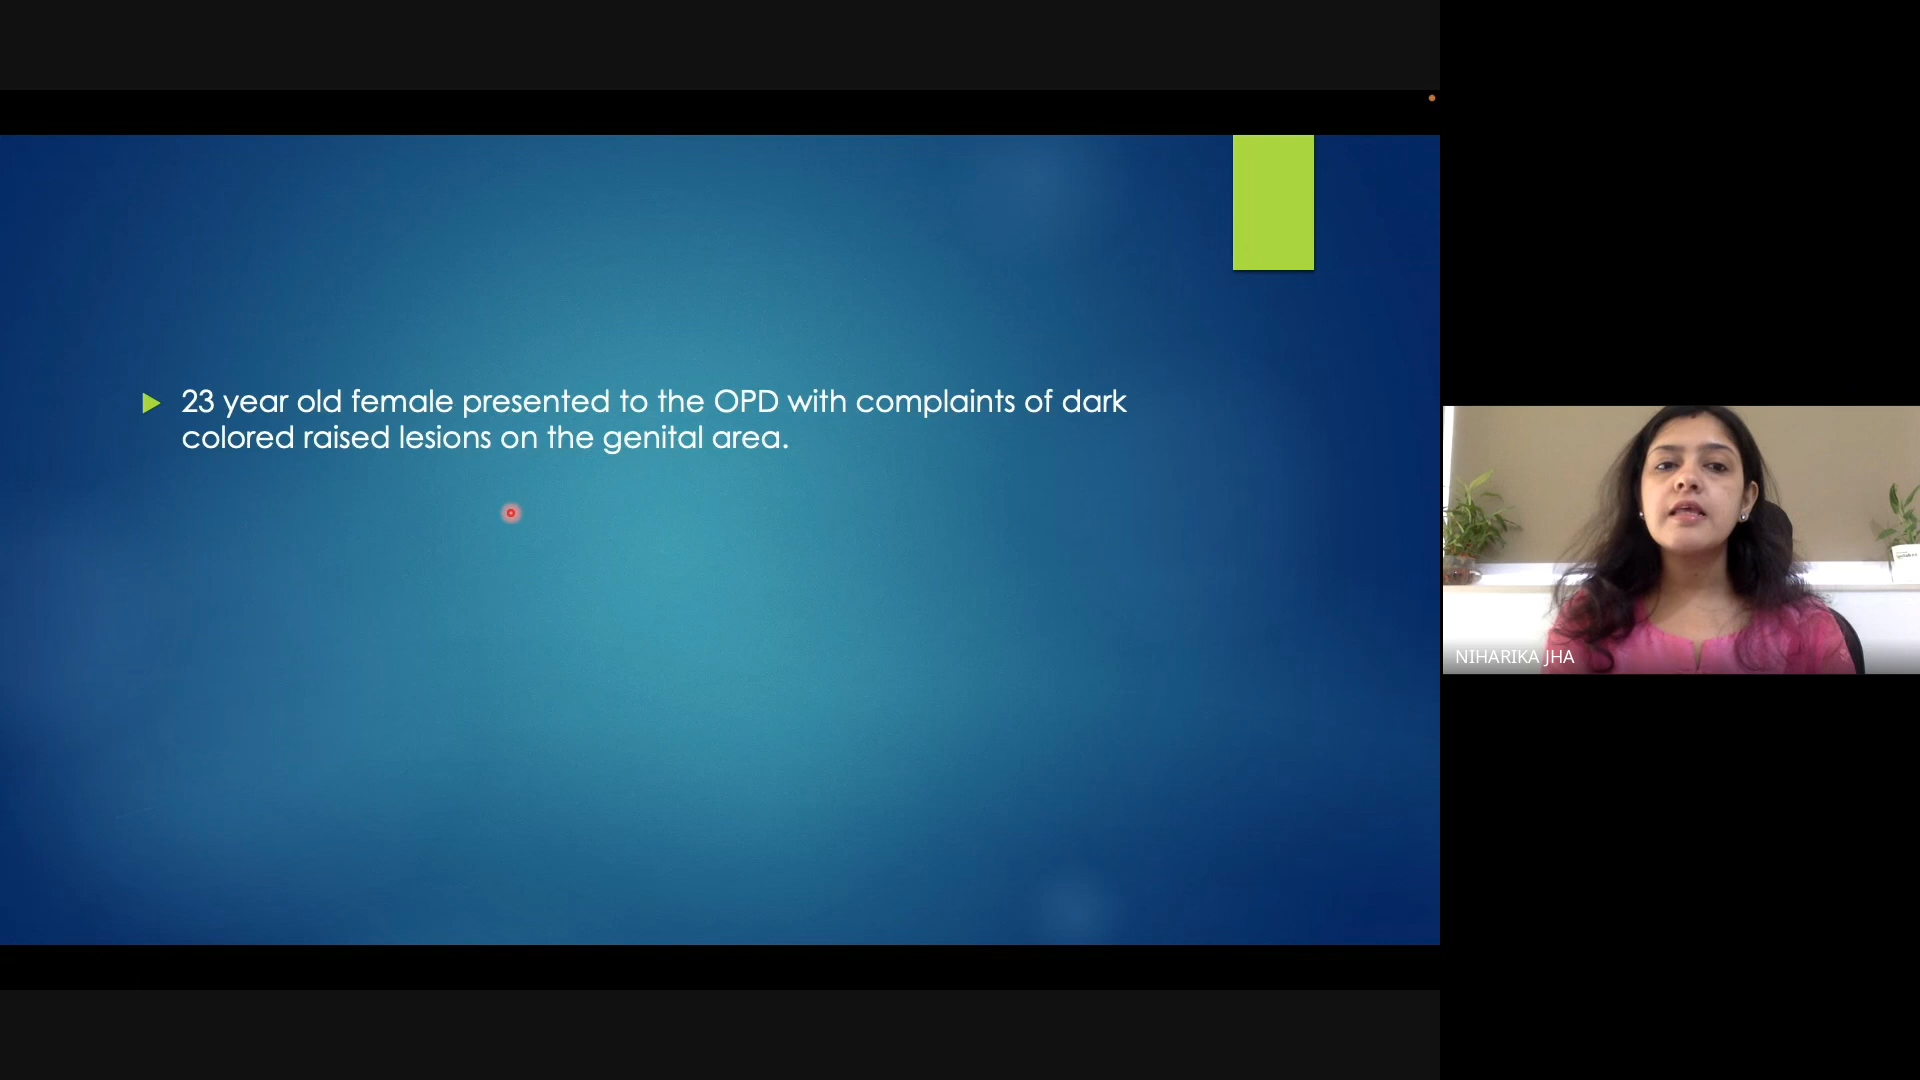 23 year old female presented to the OPD with complaints of dark
colored raised lesions on the genital area.
NIHARIKA JHA